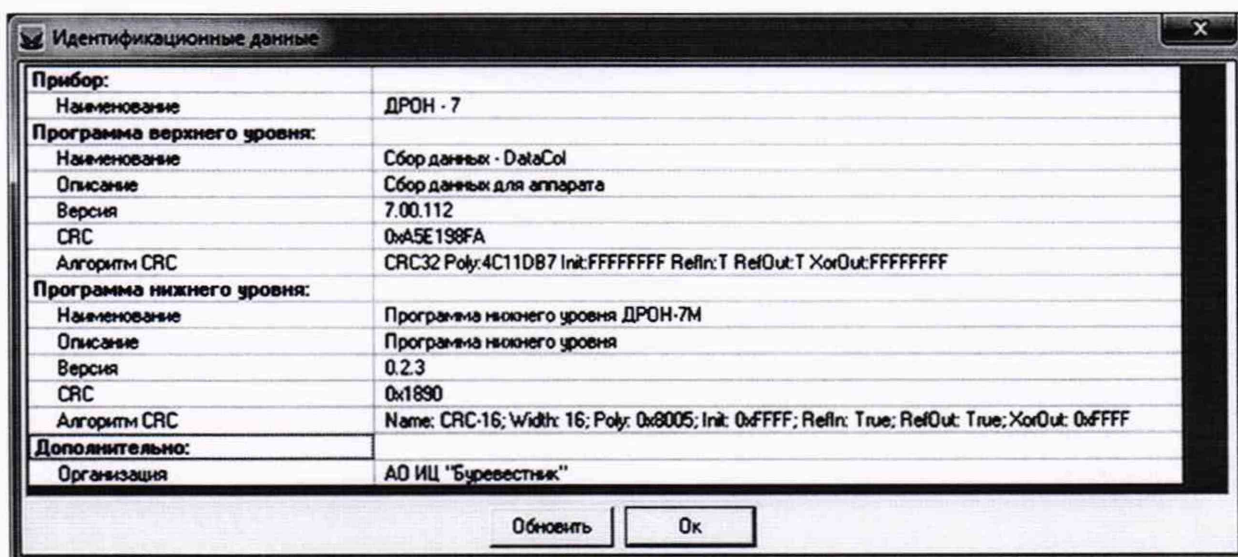 Идентификационные данные
Прибор:
Наименование ДРОН - 7
Программа верхнего уровня:
Наименование Сбор данных - DataCol
Описание Сбор данных для аппарата
Версия 7.00.112
CRC 0xA5E198FA
Алгоритм CRC CRC32 Poly:4C11DB7 Init:FFFFFFFF RefIn:T RefOut:T XorOut:FFFFFFFF
Программа нижнего уровня:
Наименование Программа нижнего уровня ДРОН-7М
Описание Программа нижнего уровня
Версия 0.2.3
CRC 0x1890
Алгоритм CRC Name: CRC-16; Width: 16; Poly: 0x8005; Init: 0xFFFF; RefIn: True; RefOut: True; XorOut: 0xFFFF
Дополнительно:
Организация АО ИЦ "Буревестник"
Обновить Ок